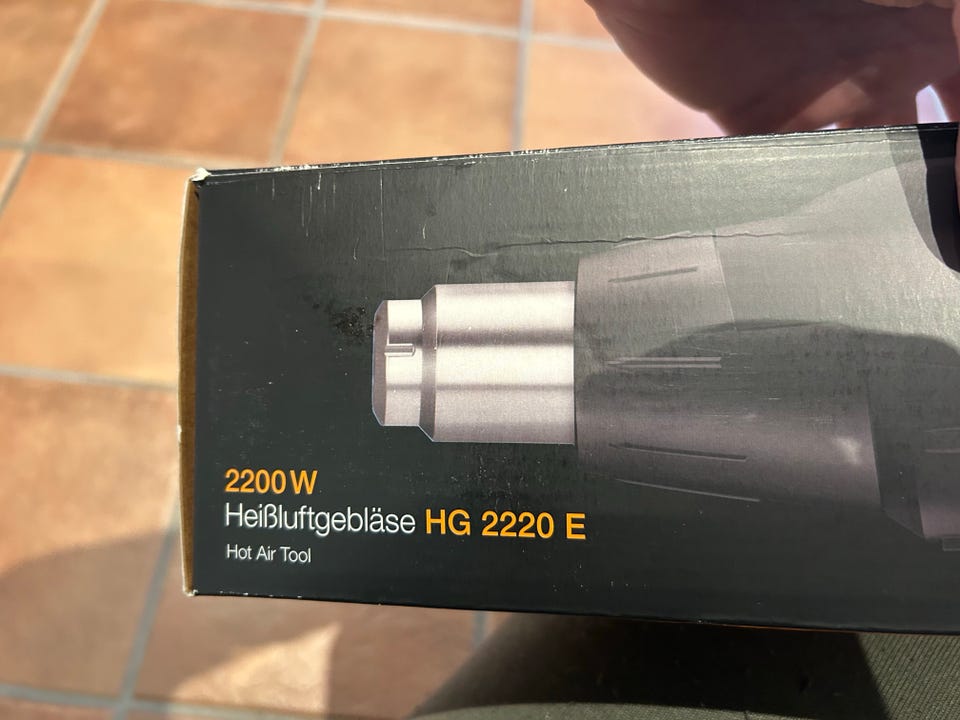 2200 W
Heißluftgebläse HG 2220 E
Hot Air Tool